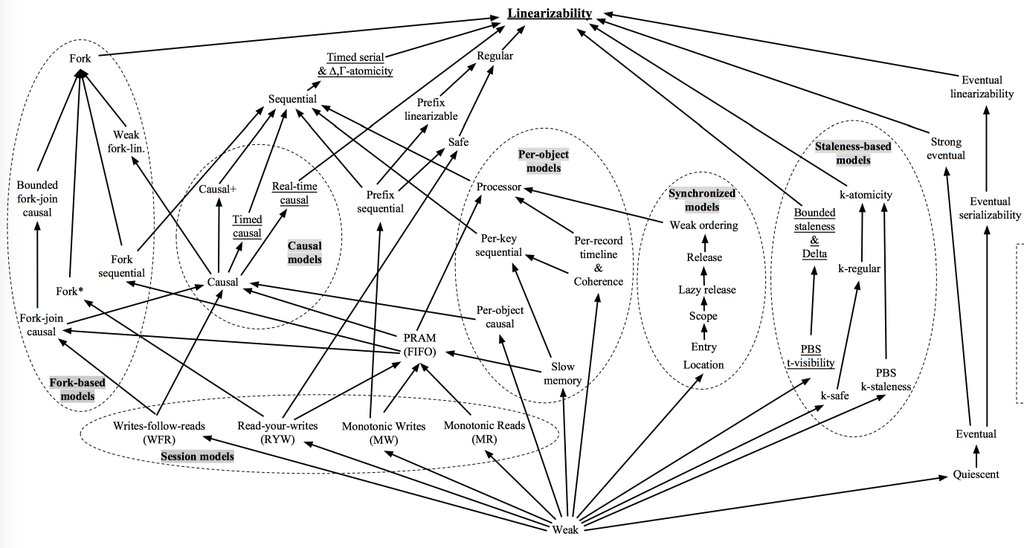 Linearizability
Fork
Timed serial
& Δ,Γ-atomicity
Regular
Sequential
Prefix
linearizable
Eventual
linearizability
Weak
fork-lin.
Safe
Strong
eventual
Per-object
models
Staleness-based
models
Bounded
fork-join
causal
Causal+
Real-time
causal
Prefix
sequential
Processor
Synchronized
models
k-atomicity
Eventual
serializability
Timed
causal
Causal
models
Weak ordering
Bounded
staleness
&
Delta
Fork
sequential
Per-key
sequential
Per-record
timeline
&
Coherence
Release
k-regular
Fork*
Causal
Lazy release
Fork-join
causal
Per-object
causal
Scope
PRAM
(FIFO)
Entry
PBS
t-visibility
Location
Slow
memory
PBS
k-staleness
Fork-based
models
k-safe
Writes-follow-reads
(WFR)
Read-your-writes
(RYW)
Monotonic Writes
(MW)
Monotonic Reads
(MR)
Eventual
Session models
Quiescent
Weak